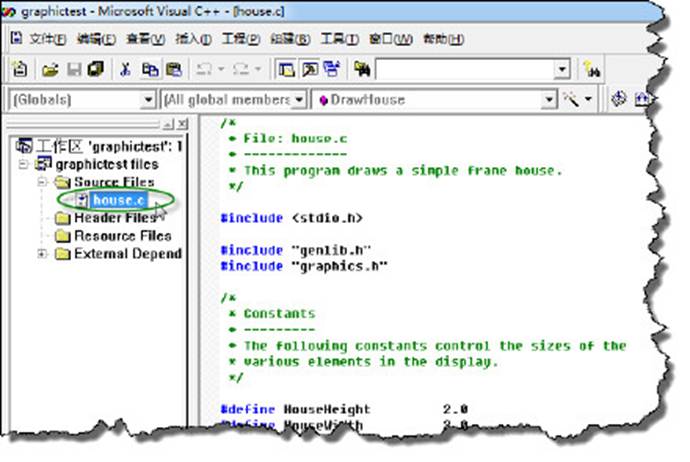 graphictest - Microsoft Visual C++ - [house.c]
文件(F) 编辑(E) 查看(V) 插入(I) 工程(P) 组建(B) 工具(T) 窗口(W) 帮助(H)
(Globals) (All global members DrawHouse
工作区 'graphictest': 1
graphictest files
Source Files
house.c
Header Files
Resource Files
External Depend
/*
* File: house.c
* -------------
* This program draws a simple frame house.
*/
#include <stdio.h>
#include "genlib.h"
#include "graphics.h"
/*
* Constants
* ---------
* The following constants control the sizes of the
* various elements in the display.
*/
#define HouseHeight 2.0
#define HouseWidth 3.0